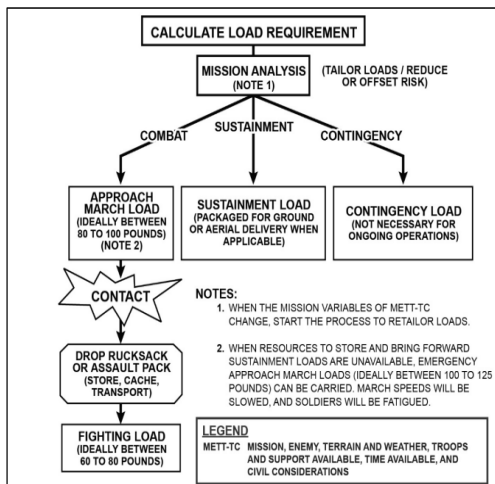 CALCULATE LOAD REQUIREMENT
MISSION ANALYSIS
(NOTE 1)
(TAILOR LOADS / REDUCE
OR OFFSET RISK)
COMBAT
SUSTAINMENT
CONTINGENCY
APPROACH
MARCH LOAD
(IDEALLY BETWEEN
80 TO 100 POUNDS)
(NOTE 2)
SUSTAINMENT LOAD
(PACKAGED FOR GROUND
OR AERIAL DELIVERY WHEN
APPLICABLE)
CONTINGENCY LOAD
(NOT NECESSARY FOR
ONGOING OPERATIONS)
CONTACT
DROP RUCKSACK
OR ASSAULT PACK
(STORE, CACHE,
TRANSPORT)
FIGHTING LOAD
(IDEALLY BETWEEN
60 TO 80 POUNDS)
NOTES:
1. WHEN THE MISSION VARIABLES OF METT-TC
CHANGE, START THE PROCESS TO RETAILOR LOADS.
2. WHEN RESOURCES TO STORE AND BRING FORWARD
SUSTAINMENT LOADS ARE UNAVAILABLE, EMERGENCY
APPROACH MARCH LOADS (IDEALLY BETWEEN 100 TO 125
POUNDS) CAN BE CARRIED. MARCH SPEEDS WILL BE
SLOWED, AND SOLDIERS WILL BE FATIGUED.
LEGEND
METT-TC MISSION, ENEMY, TERRAIN AND WEATHER, TROOPS
AND SUPPORT AVAILABLE, TIME AVAILABLE, AND
CIVIL CONSIDERATIONS